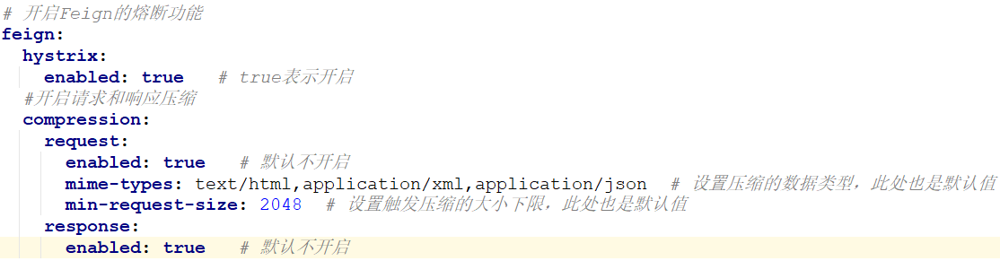 # 开启Feign的熔断功能
feign:
  hystrix:
    enabled: true   # true表示开启
  #开启请求和响应压缩
  compression:
    request:
      enabled: true   # 默认不开启
      mime-types: text/html,application/xml,application/json  # 设置压缩的数据类型，此处也是默认值
      min-request-size: 2048  # 设置触发压缩的大小下限，此处也是默认值
    response:
      enabled: true   # 默认不开启